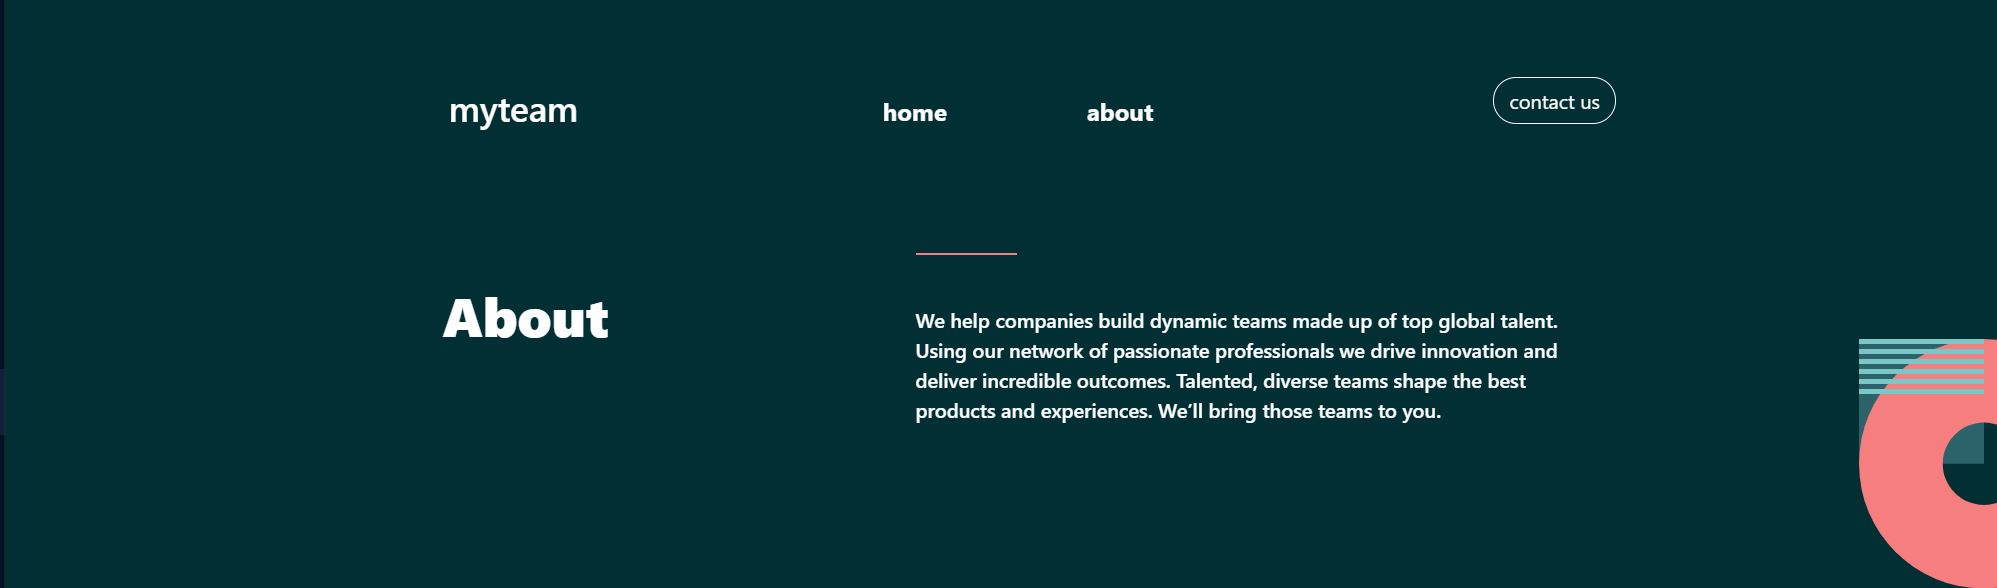 myteam
home
about
contact us
About
We help companies build dynamic teams made up of top global talent.
Using our network of passionate professionals we drive innovation and
deliver incredible outcomes. Talented, diverse teams shape the best
products and experiences. We’ll bring those teams to you.